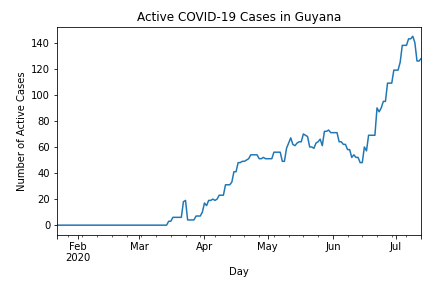 Active COVID-19 Cases in Guyana
Number of Active Cases
140
120
100
80
60
40
20
0
Feb Mar Apr May Jun Jul
2020
Day